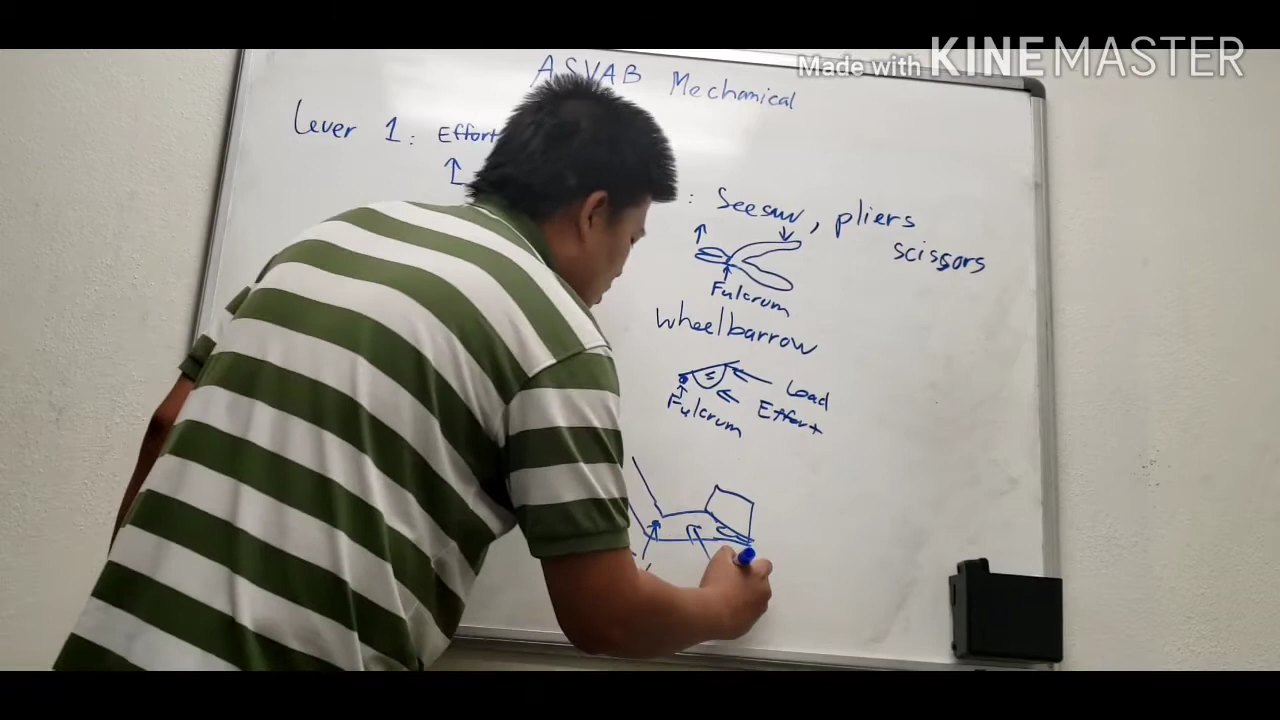 Made with KINEMASTER
ASVAB Mechanical
Lever 1: Effort
: Seesaw, pliers
scissors
Fulcrum
Wheelbarrow
Load
Effort
Fulcrum